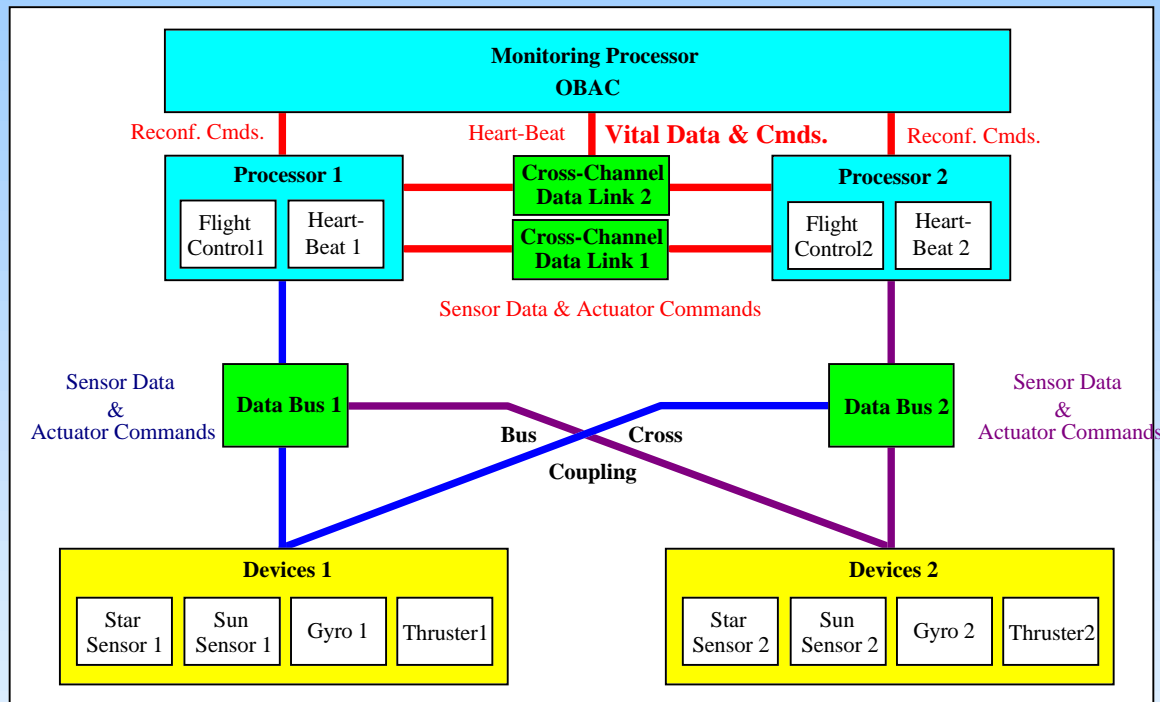 Monitoring Processor
OBAC
Reconf. Cmds.
Heart-Beat
Vital Data & Cmds.
Reconf. Cmds.
Processor 1
Flight
Control1
Heart-
Beat 1
Cross-Channel
Data Link 2
Cross-Channel
Data Link 1
Processor 2
Flight
Control2
Heart-
Beat 2
Sensor Data & Actuator Commands
Sensor Data
&
Actuator Commands
Data Bus 1
Data Bus 2
Sensor Data
&
Actuator Commands
Bus
Cross
Coupling
Devices 1
Star
Sensor 1
Sun
Sensor 1
Gyro 1
Thruster1
Devices 2
Star
Sensor 2
Sun
Sensor 2
Gyro 2
Thruster2